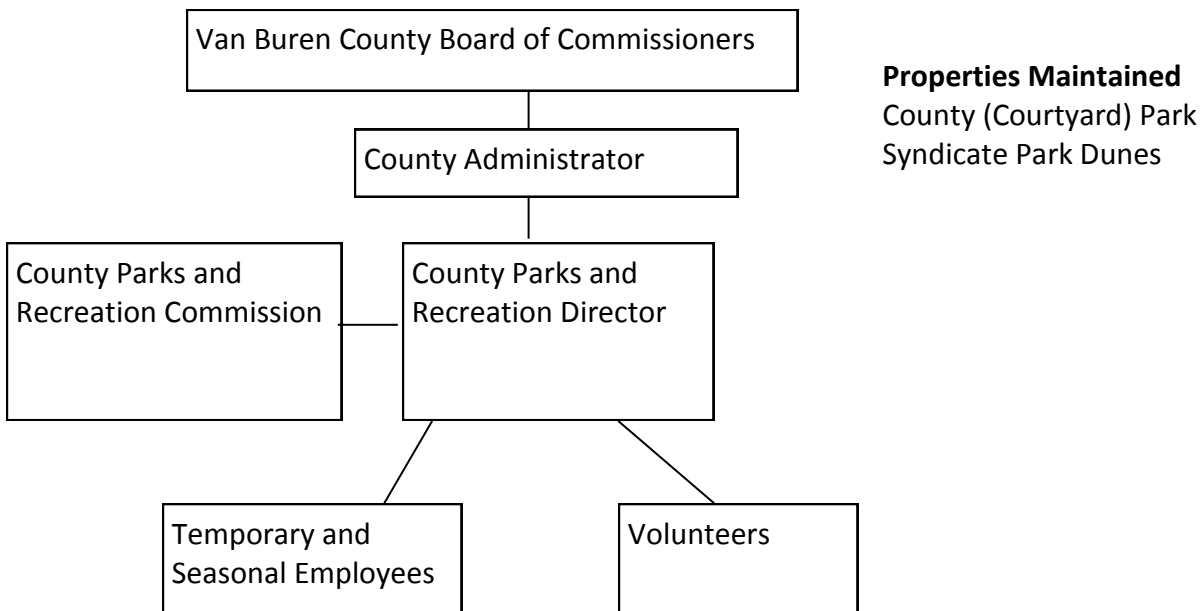 Van Buren County Board of Commissioners
Properties Maintained
County (Courtyard) Park
Syndicate Park Dunes
County Administrator
County Parks and
Recreation Commission
County Parks and
Recreation Director
Temporary and
Seasonal Employees
Volunteers